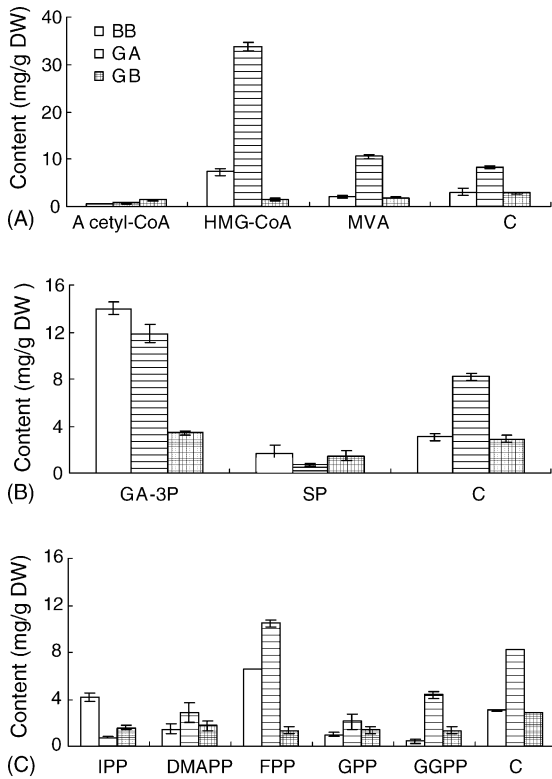 Content (mg/g DW)
40
30
20
10
0
BB
GA
GB
(A)
A cetyl-CoA HMG-CoA MVA C
Content (mg/g DW)
16
12
8
4
0
(B)
GA-3P SP C
Content (mg/g DW)
16
12
8
4
0
(C)
IPP DMAPP FPP GPP GGPP C